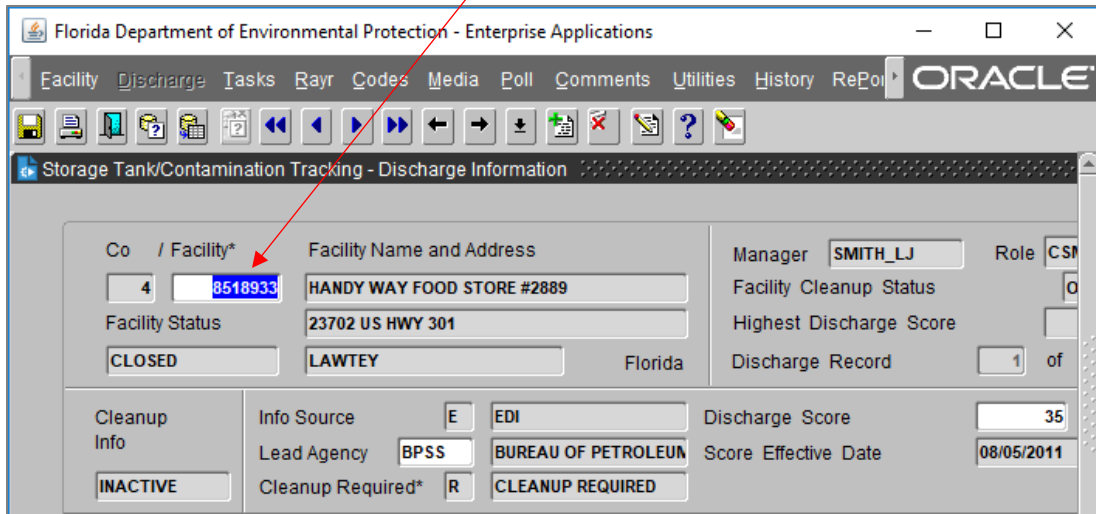 Florida Department of Environmental Protection - Enterprise Applications
Facility Discharge Tasks Rayr Codes Media Poll Comments Utilities History RePor ORACLE
Storage Tank/Contamination Tracking - Discharge Information
Co / Facility* Facility Name and Address Manager SMITH_LJ Role CSM
4 8518933 HANDY WAY FOOD STORE #2889 Facility Cleanup Status O
Facility Status 23702 US HWY 301 Highest Discharge Score
CLOSED LAWTEY Florida Discharge Record 1 of
Cleanup Info Source E EDI Discharge Score 35
Info Lead Agency BPSS BUREAU OF PETROLEUM Score Effective Date 08/05/2011
INACTIVE Cleanup Required* R CLEANUP REQUIRED